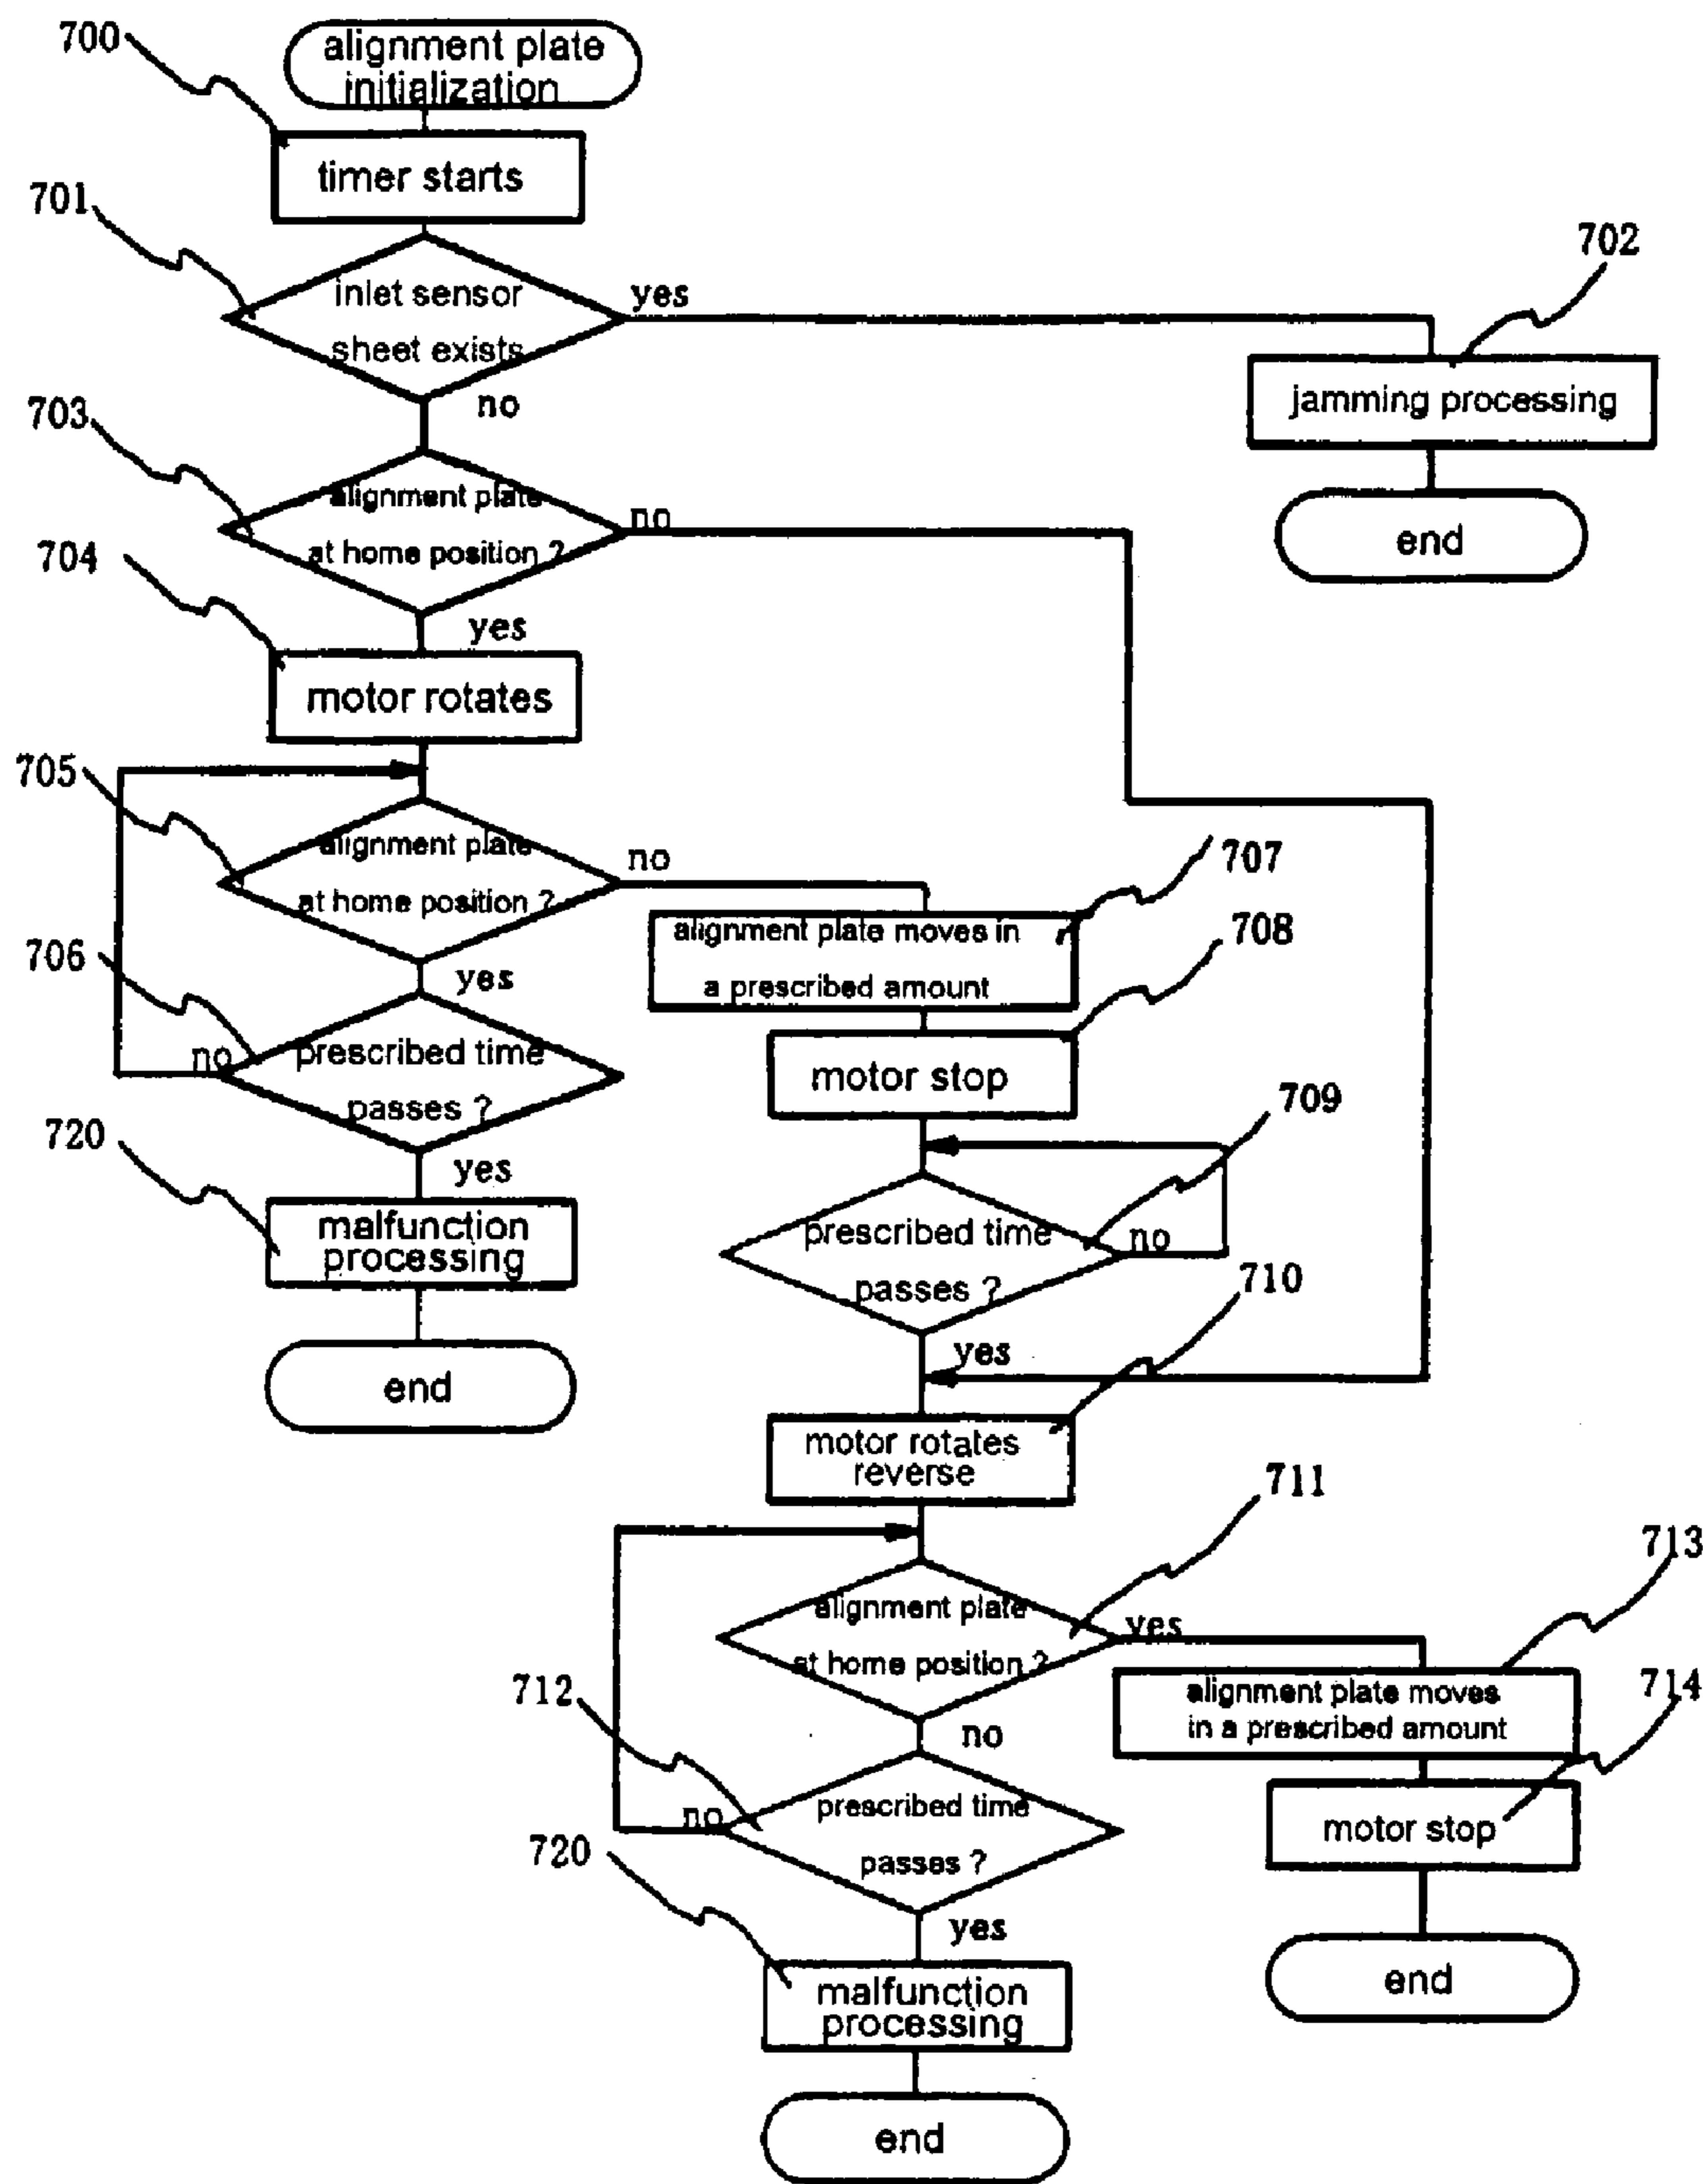 700
alignment plate
initialization
timer starts
701
inlet sensor
sheet exists
yes
no
702
jamming processing
end
703
alignment plate
at home position ?
no
yes
704
motor rotates
705
alignment plate
at home position ?
no
yes
706
prescribed time
passes ?
no
yes
720
malfunction
processing
end
707
alignment plate moves in
a prescribed amount
708
motor stop
709
prescribed time
passes ?
no
yes
710
motor rotates
reverse
711
alignment plate
at home position ?
yes
no
712
prescribed time
passes ?
no
yes
720
malfunction
processing
end
713
alignment plate moves
in a prescribed amount
714
motor stop
end